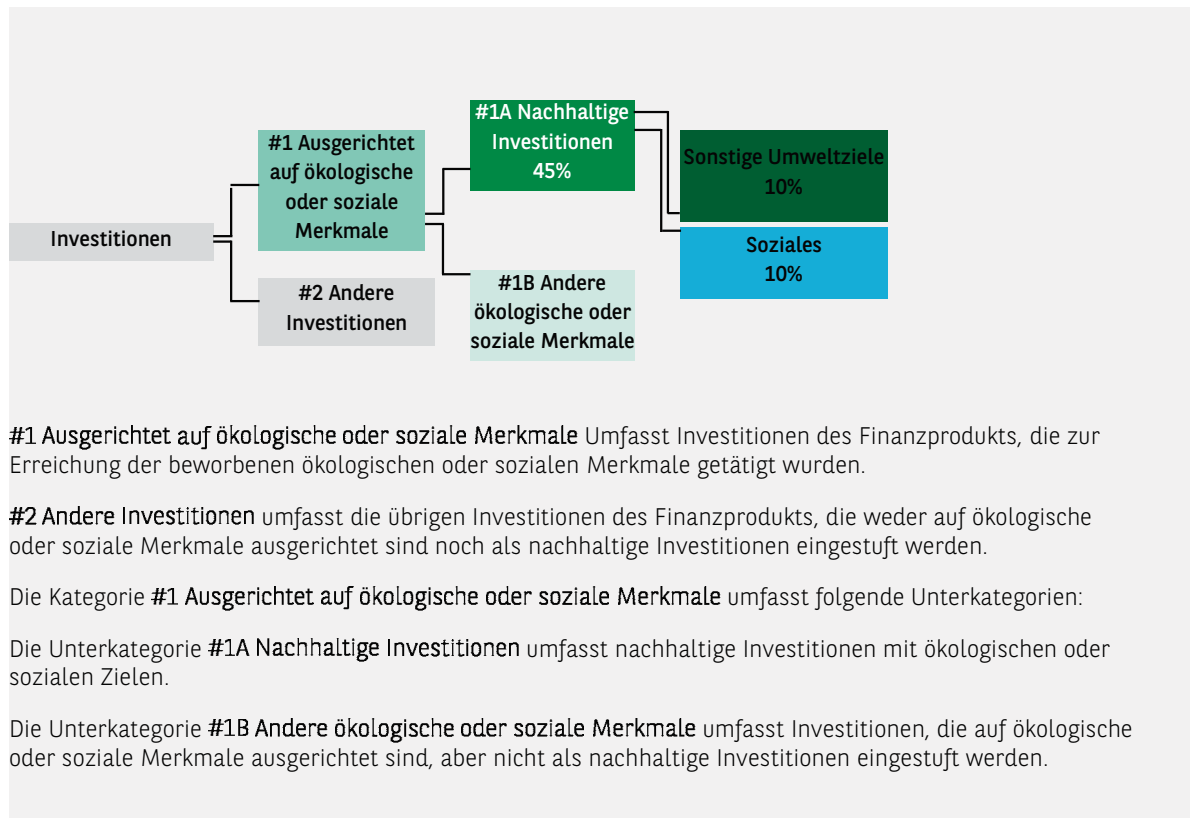 #1A Nachhaltige
Investitionen
45%
#1 Ausgerichtet
auf ökologische
oder soziale
Merkmale
Sonstige Umweltziele
10%
Investitionen
Soziales
10%
#2 Andere
Investitionen
#1B Andere
ökologische oder
soziale Merkmale
#1 Ausgerichtet auf ökologische oder soziale Merkmale Umfasst Investitionen des Finanzprodukts, die zur
Erreichung der beworbenen ökologischen oder sozialen Merkmale getätigt wurden.
#2 Andere Investitionen umfasst die übrigen Investitionen des Finanzprodukts, die weder auf ökologische
oder soziale Merkmale ausgerichtet sind noch als nachhaltige Investitionen eingestuft werden.
Die Kategorie #1 Ausgerichtet auf ökologische oder soziale Merkmale umfasst folgende Unterkategorien:
Die Unterkategorie #1A Nachhaltige Investitionen umfasst nachhaltige Investitionen mit ökologischen oder
sozialen Zielen.
Die Unterkategorie #1B Andere ökologische oder soziale Merkmale umfasst Investitionen, die auf ökologische
oder soziale Merkmale ausgerichtet sind, aber nicht als nachhaltige Investitionen eingestuft werden.